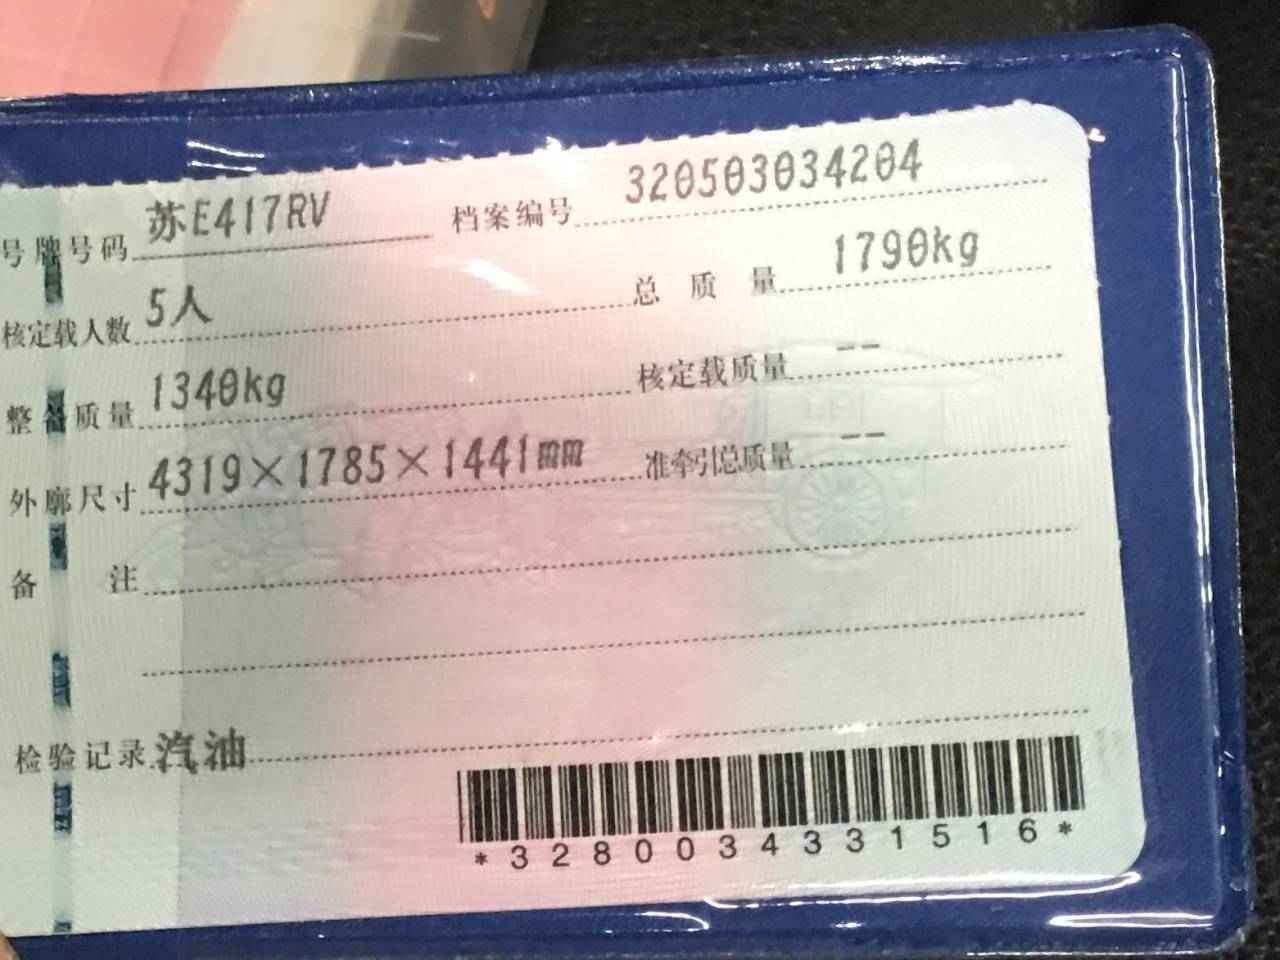 号牌号码 苏E417RV 档案编号 320503034204
核定载人数 5人 总质量 1790kg
整备质量 1340kg 核定载质量 --
外廓尺寸 4319×1785×1441mm 准牵引总质量 --
备注
检验记录 汽油
*3280034331516*